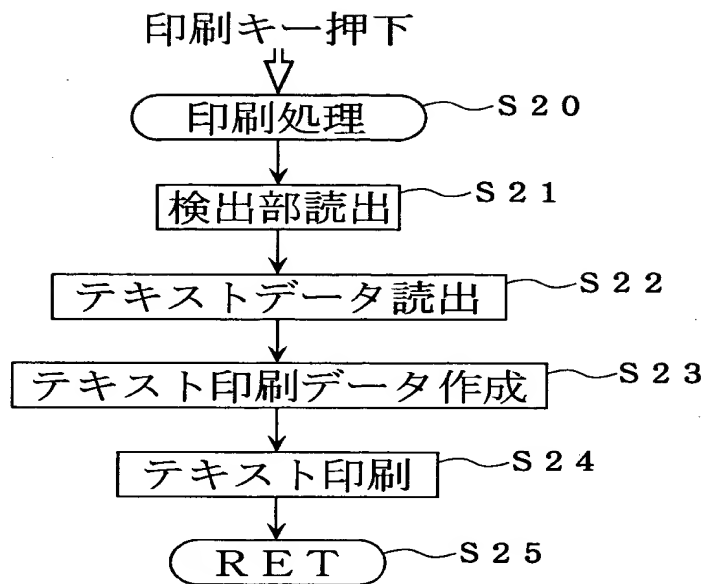 印刷キー押下
印刷処理 S20
検出部読出 S21
テキストデータ読出 S22
テキスト印刷データ作成 S23
テキスト印刷 S24
RET S25